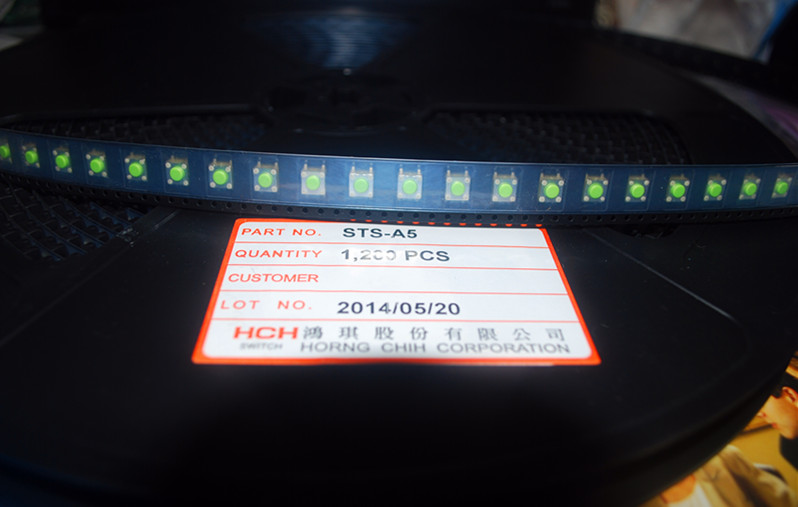 PART NO. STS-A5
QUANTITY 1,200 PCS
CUSTOMER
LOT NO. 2014/05/20
HCH 鴻琪股份有限公司
SWITCH HORNG CHIH CORPORATION